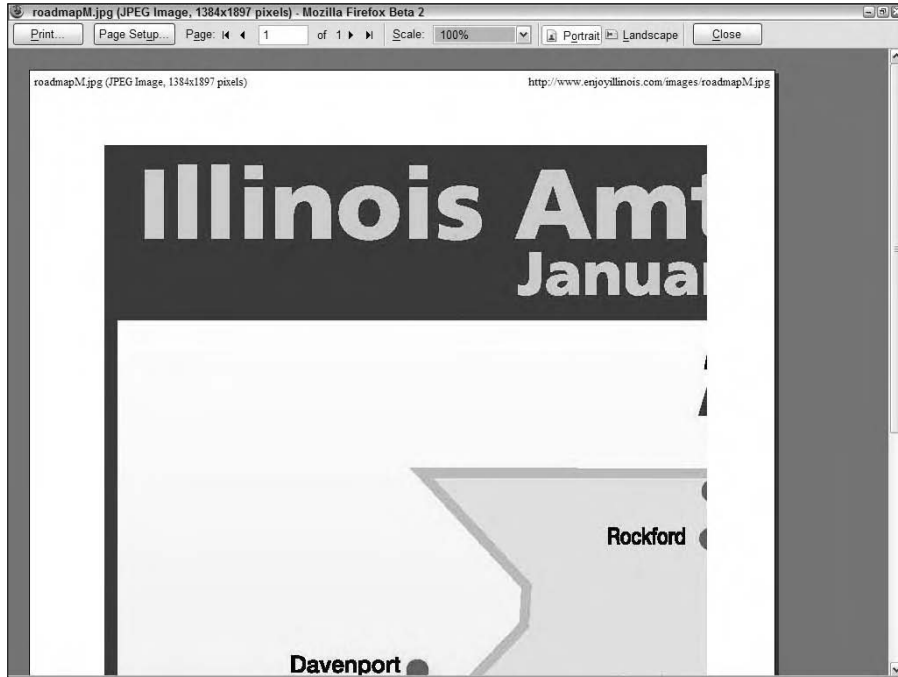 roadmapM.jpg (JPEG Image, 1384x1897 pixels) - Mozilla Firefox Beta 2
Print... Page Setup... Page: 1 of 1 Scale: 100% Portrait Landscape Close
roadmapM.jpg (JPEG Image, 1384x1897 pixels) http://www.enjoyillinois.com/images/roadmapM.jpg
Illinois Amt
Januar
Rockford
Davenport